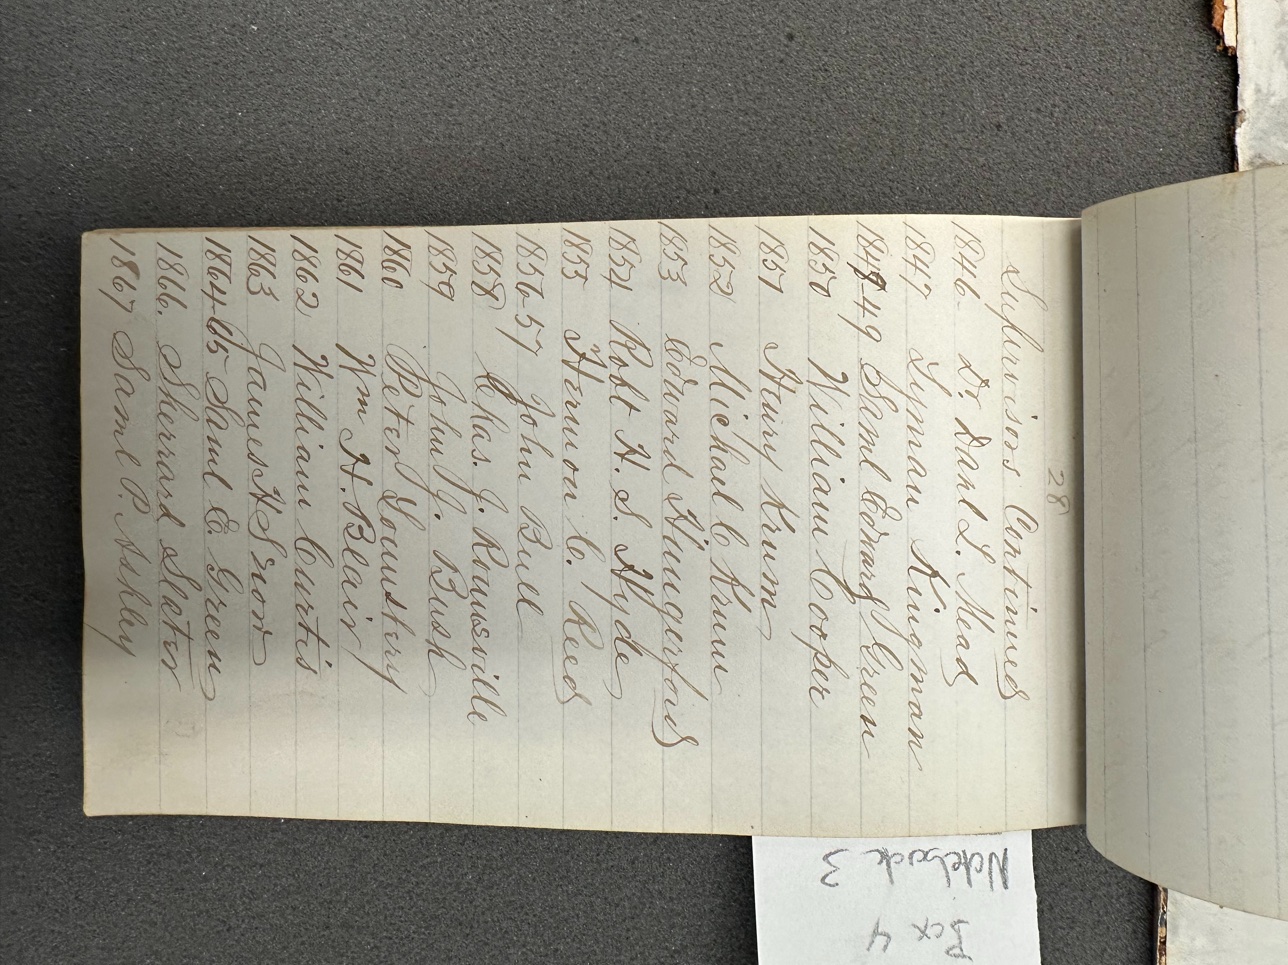 28
Supervisors Continued
1846- Dr. Danl L. Mead
1847 Lyman Kingman
1848-49 Saml Edward Green
1850 William Cooper
1851 Henry Krum
1852 Michael C. Krum
1853 Edward Hungerford
1854 Robt H. S. Hyde
1855 Hermon C. Reed
1856-57 John Bull
1858 Chas. J. Rounsville
1859 John J. Bush
1860 Peter Lounsbery
1861 Wm H. Blair
1862 William Curtis
1863 James H Snow
1864-65 Saml E. Green
1866. Sherrard Slater
1867 Saml P. Ashley
Box 4
Notebook 3